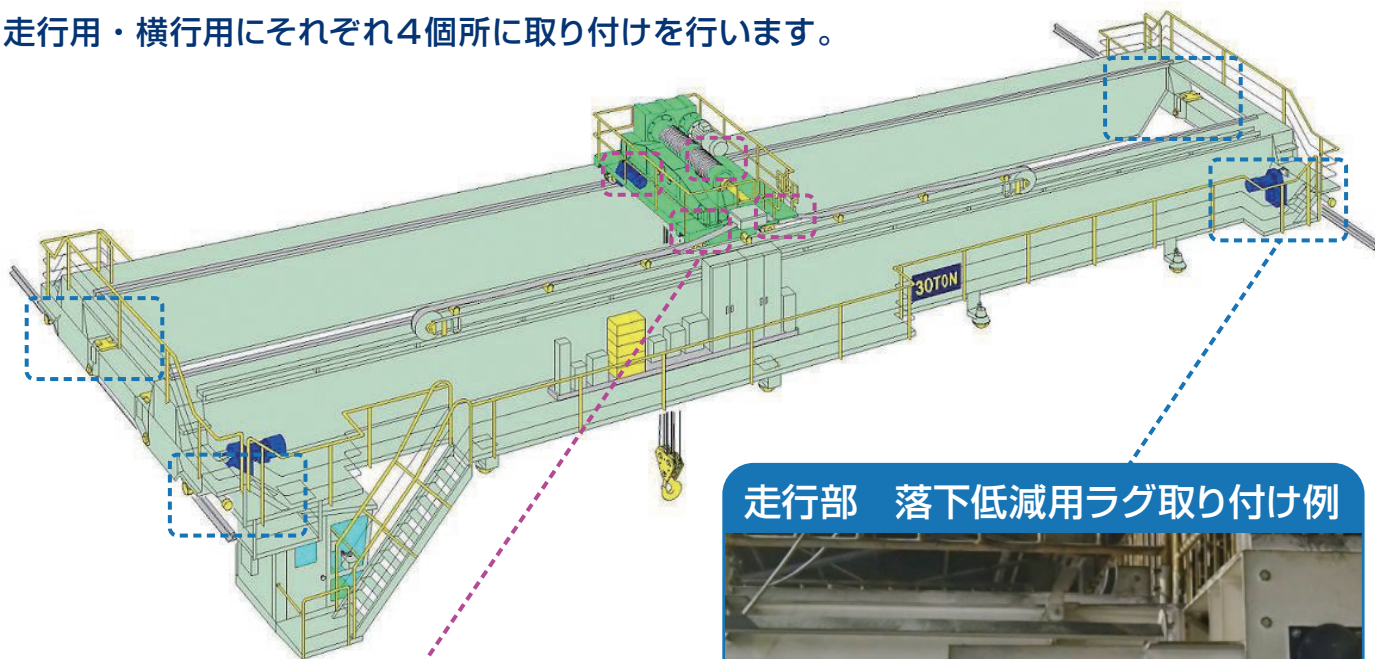 走行用・横行用にそれぞれ4個所に取り付けを行います。
30TON
走行部　落下低減用ラグ取り付け例